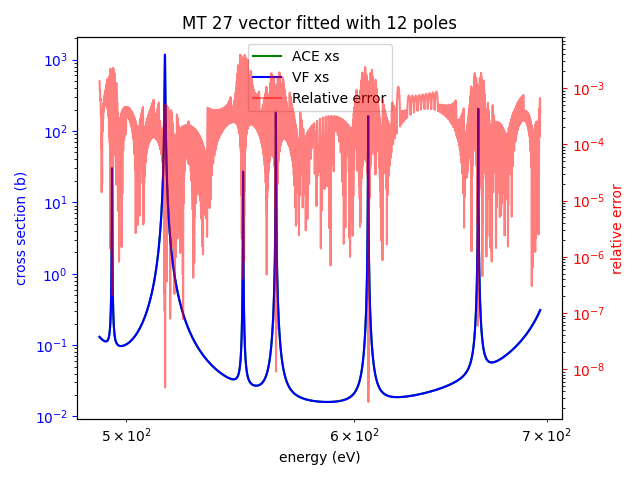 MT 27 vector fitted with 12 poles
ACE xs
VF xs
Relative error
cross section (b)
10³
10²
10¹
10⁰
10⁻¹
10⁻²
relative error
10⁻³
10⁻⁴
10⁻⁵
10⁻⁶
10⁻⁷
10⁻⁸
5 × 10²
6 × 10²
7 × 10²
energy (eV)